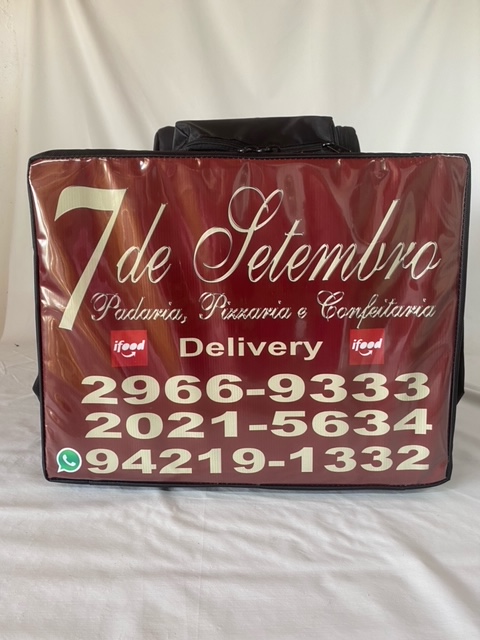 7 de Setembro
Padaria, Pizzaria e Confeitaria
ifood Delivery ifood
2966-9333
2021-5634
94219-1332